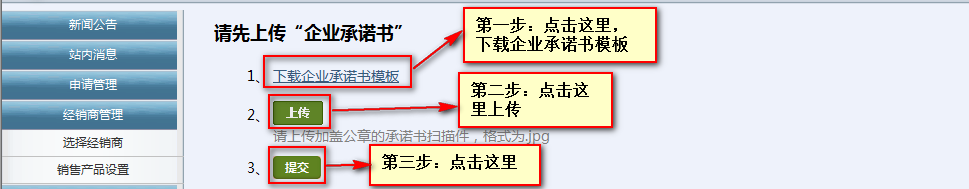 新闻公告
站内消息
申请管理
经销商管理
选择经销商
销售产品设置
请先上传“企业承诺书”
1、下载企业承诺书模板
2、上传
请上传加盖公章的承诺书扫描件，格式为.jpg
3、提交
第一步：点击这里，
下载企业承诺书模板
第二步：点击这
里上传
第三步：点击这里